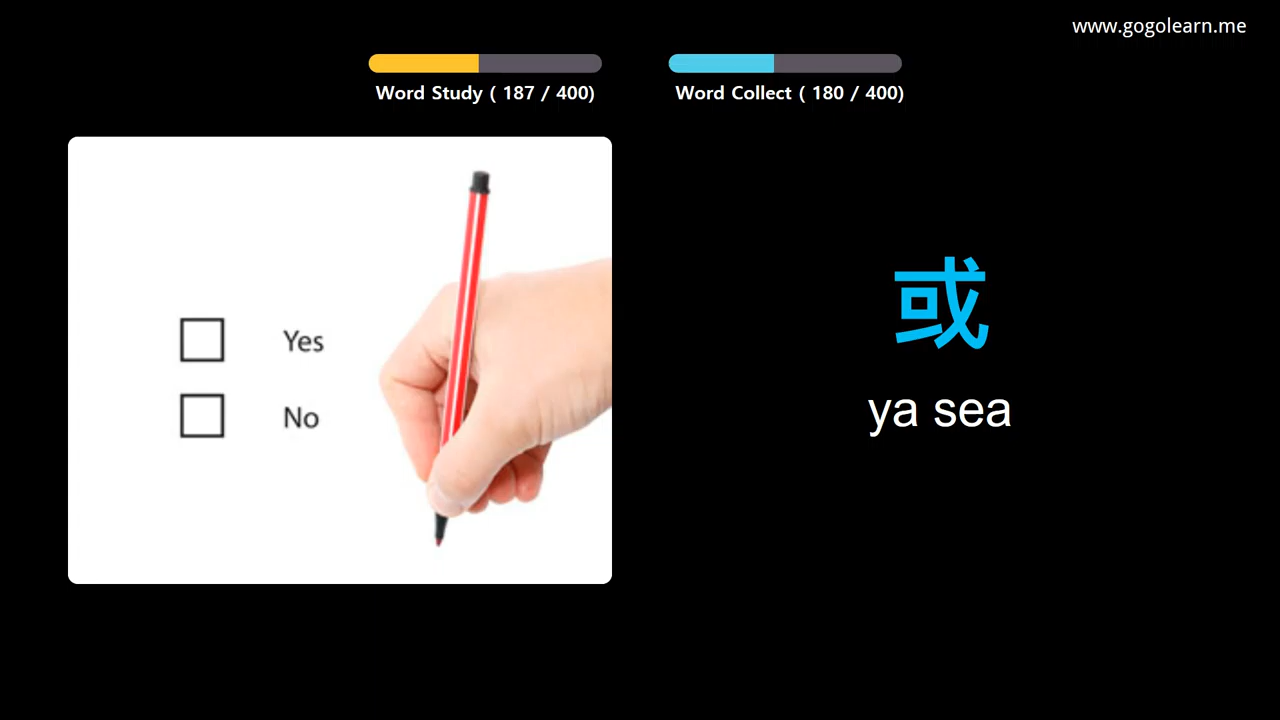 www.gogolearn.me
Word Study ( 187 / 400)
Word Collect ( 180 / 400)
Yes
No
或
ya sea